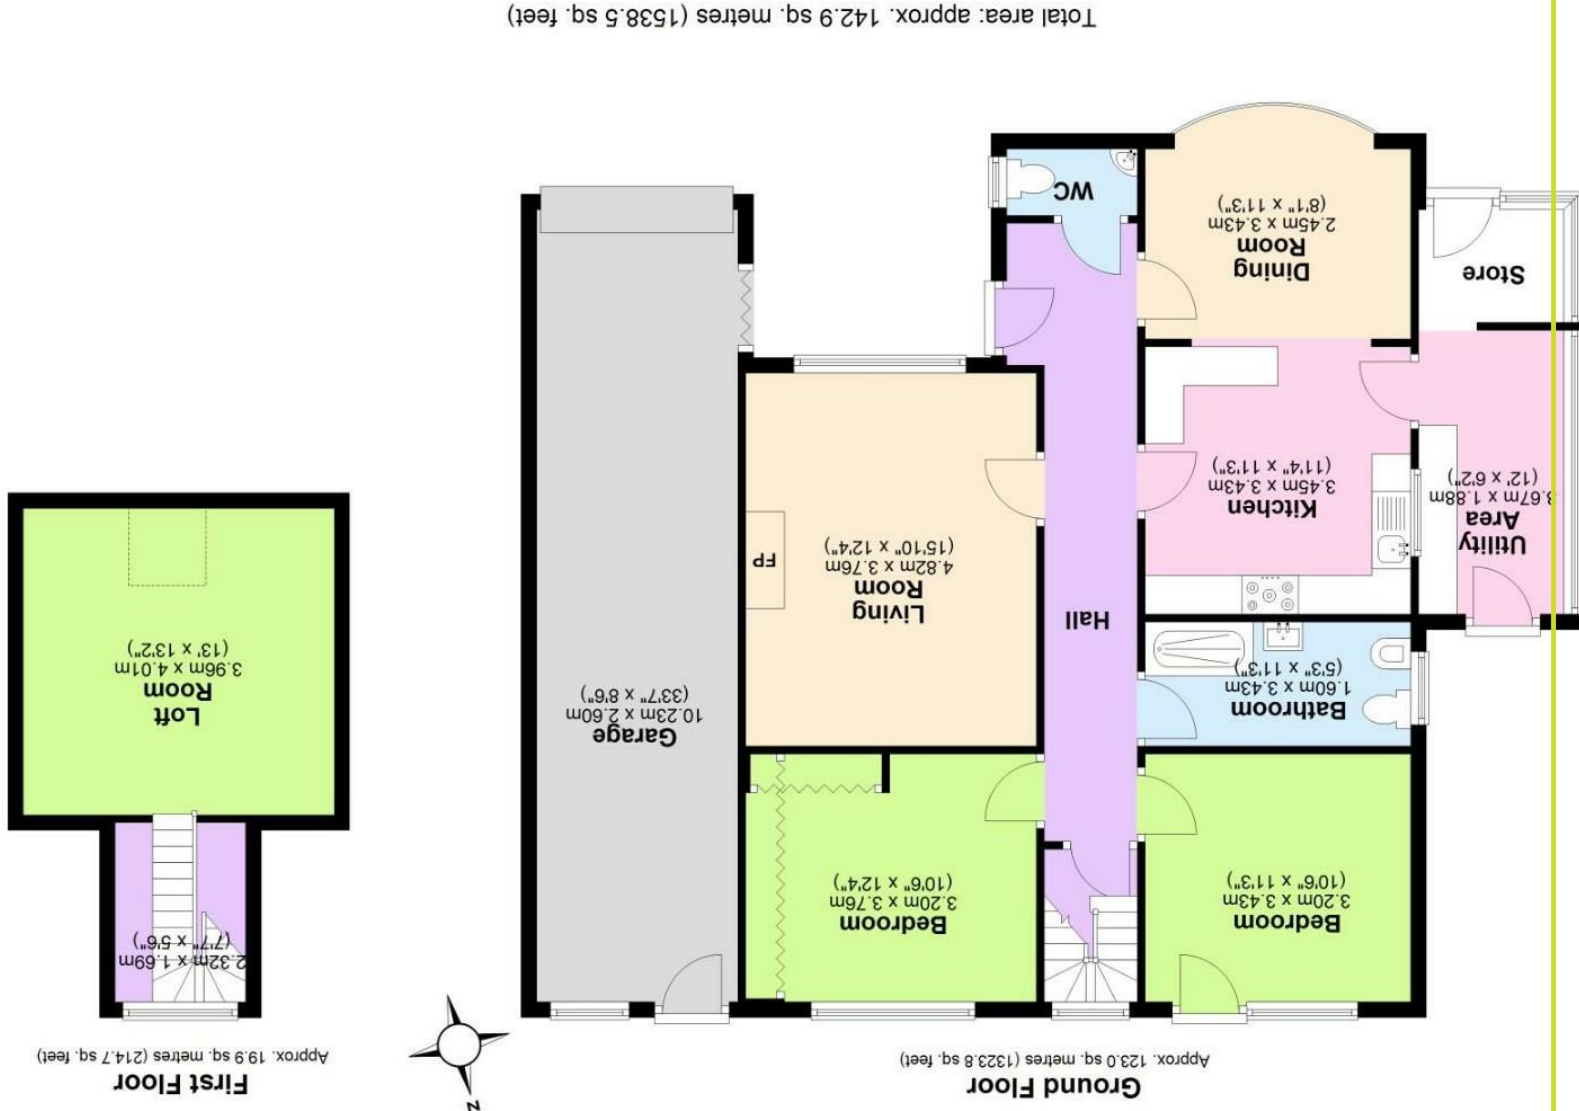 Ground Floor
Approx. 123.0 sq. metres (1323.8 sq. feet)
Bedroom
3.20m x 3.43m
(10'6" x 11'3")
Bedroom
3.20m x 3.76m
(10'6" x 12'4")
Bathroom
1.60m x 3.43m
(5'3" x 11'3")
Garage
10.23m x 2.60m
(33'7" x 8'6")
Hall
Living
Room
4.82m x 3.76m
(15'10" x 12'4")
FP
Utility
Area
3.67m x 1.88m
(12' x 6'2")
Kitchen
3.45m x 3.43m
(11'4" x 11'3")
Store
Dining
Room
2.45m x 3.43m
(8'1" x 11'3")
WC
N
First Floor
Approx. 19.9 sq. metres (214.7 sq. feet)
2.32m x 1.69m
(7'7" x 5'6")
Loft
Room
3.96m x 4.01m
(13' x 13'2")
Total area: approx. 142.9 sq. metres (1538.5 sq. feet)